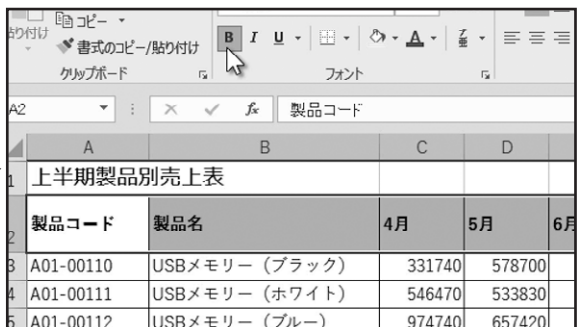 コピー
貼り付け
書式のコピー/貼り付け
B I U A 亜
クリップボード フォント
A2 fx 製品コード
A B C D
1 上半期製品別売上表
2 製品コード 製品名 4月 5月 6月
3 A01-00110 USBメモリー（ブラック） 331740 578700
4 A01-00111 USBメモリー（ホワイト） 546470 533830
5 A01-00112 USBメモリー（ブルー） 974740 657420